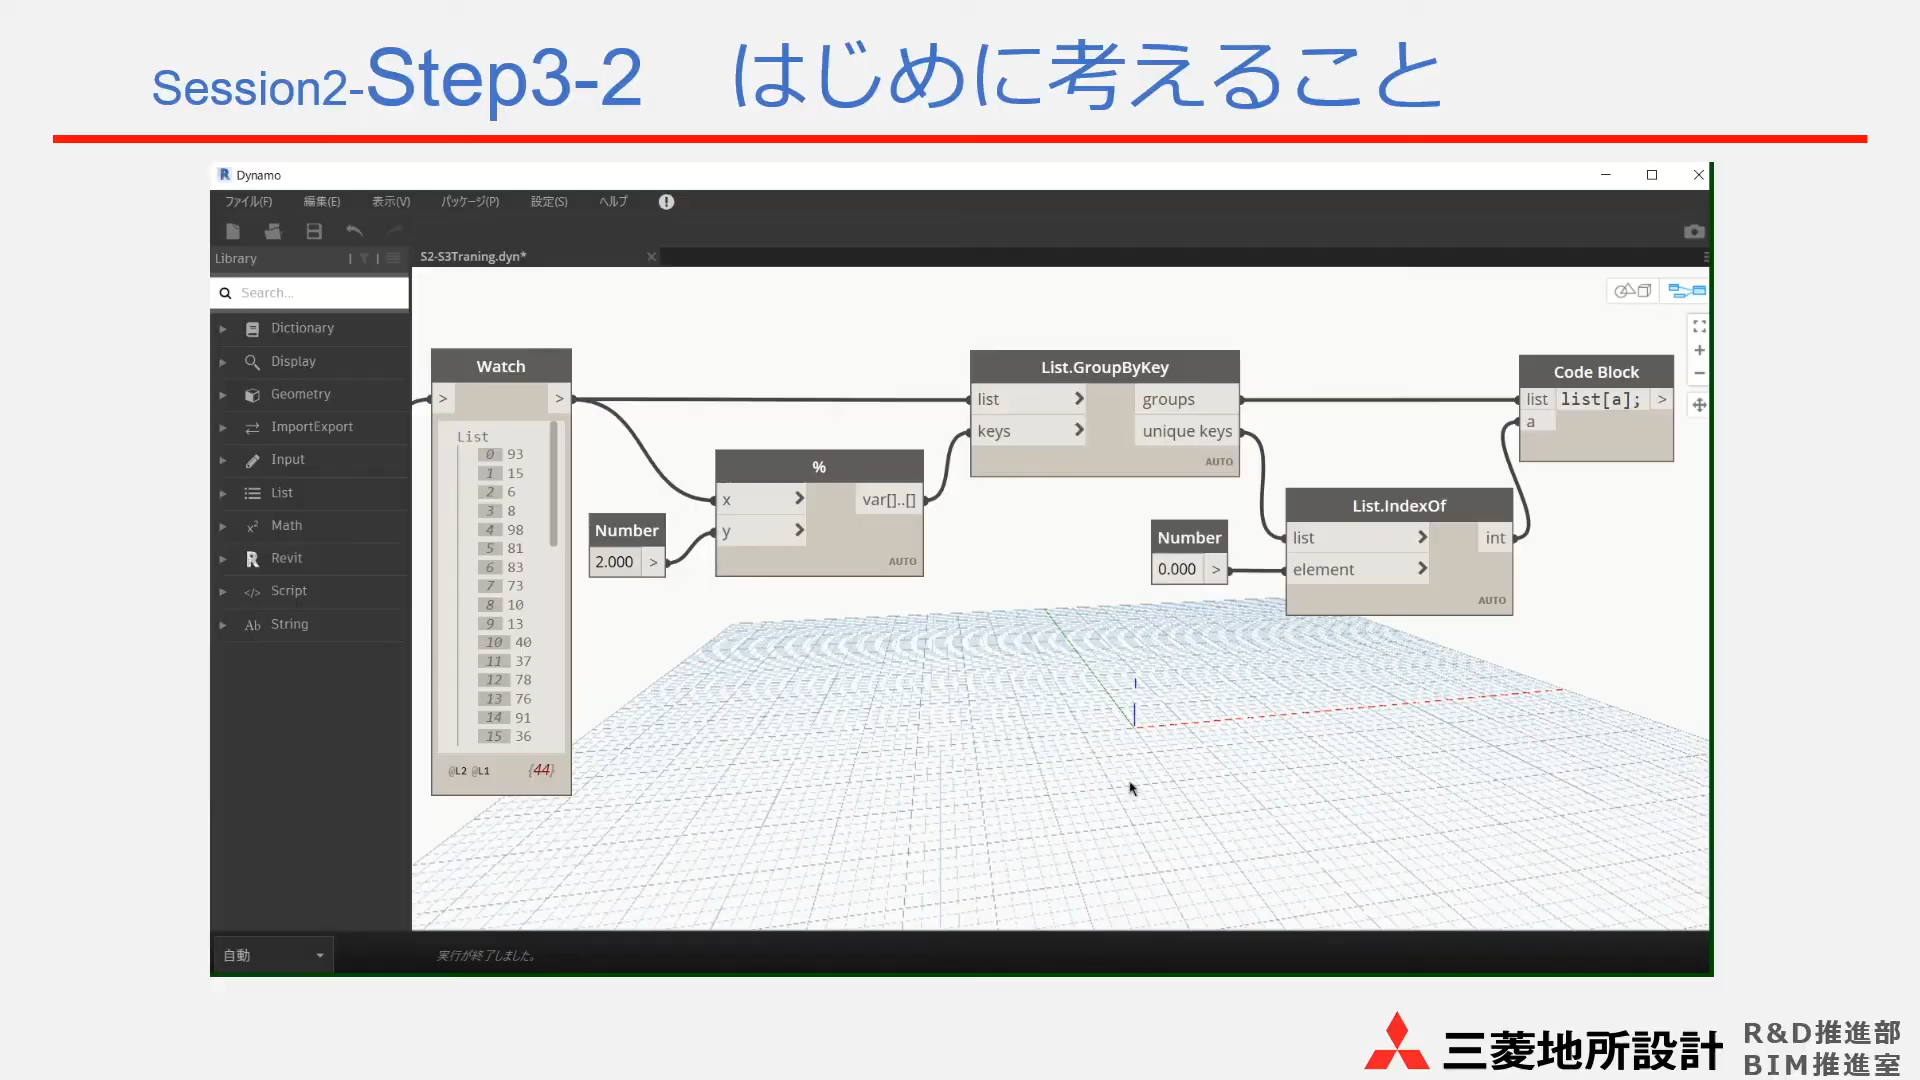 Session2-Step3-2 はじめに考えること
Dynamo
ファイル(F) 編集(E) 表示(V) パッケージ(P) 設定(S) ヘルプ
Library
S2-S3Traning.dyn*
Search...
Dictionary
Display
Geometry
ImportExport
Input
List
Math
Revit
Script
String
Watch
> >
List
0 93
1 15
2 6
3 8
4 98
5 81
6 83
7 73
8 10
9 13
10 40
11 37
12 78
13 76
14 91
15 36
@L2 @L1 {44}
Number
2.000 >
%
x var[]..[]
y
AUTO
List.GroupByKey
list groups
keys unique keys
AUTO
Number
0.000 >
List.IndexOf
list int
element
AUTO
Code Block
list list[a]; >
a
自動
実行が終了しました。
三菱地所設計
R&D推進部
BIM推進室